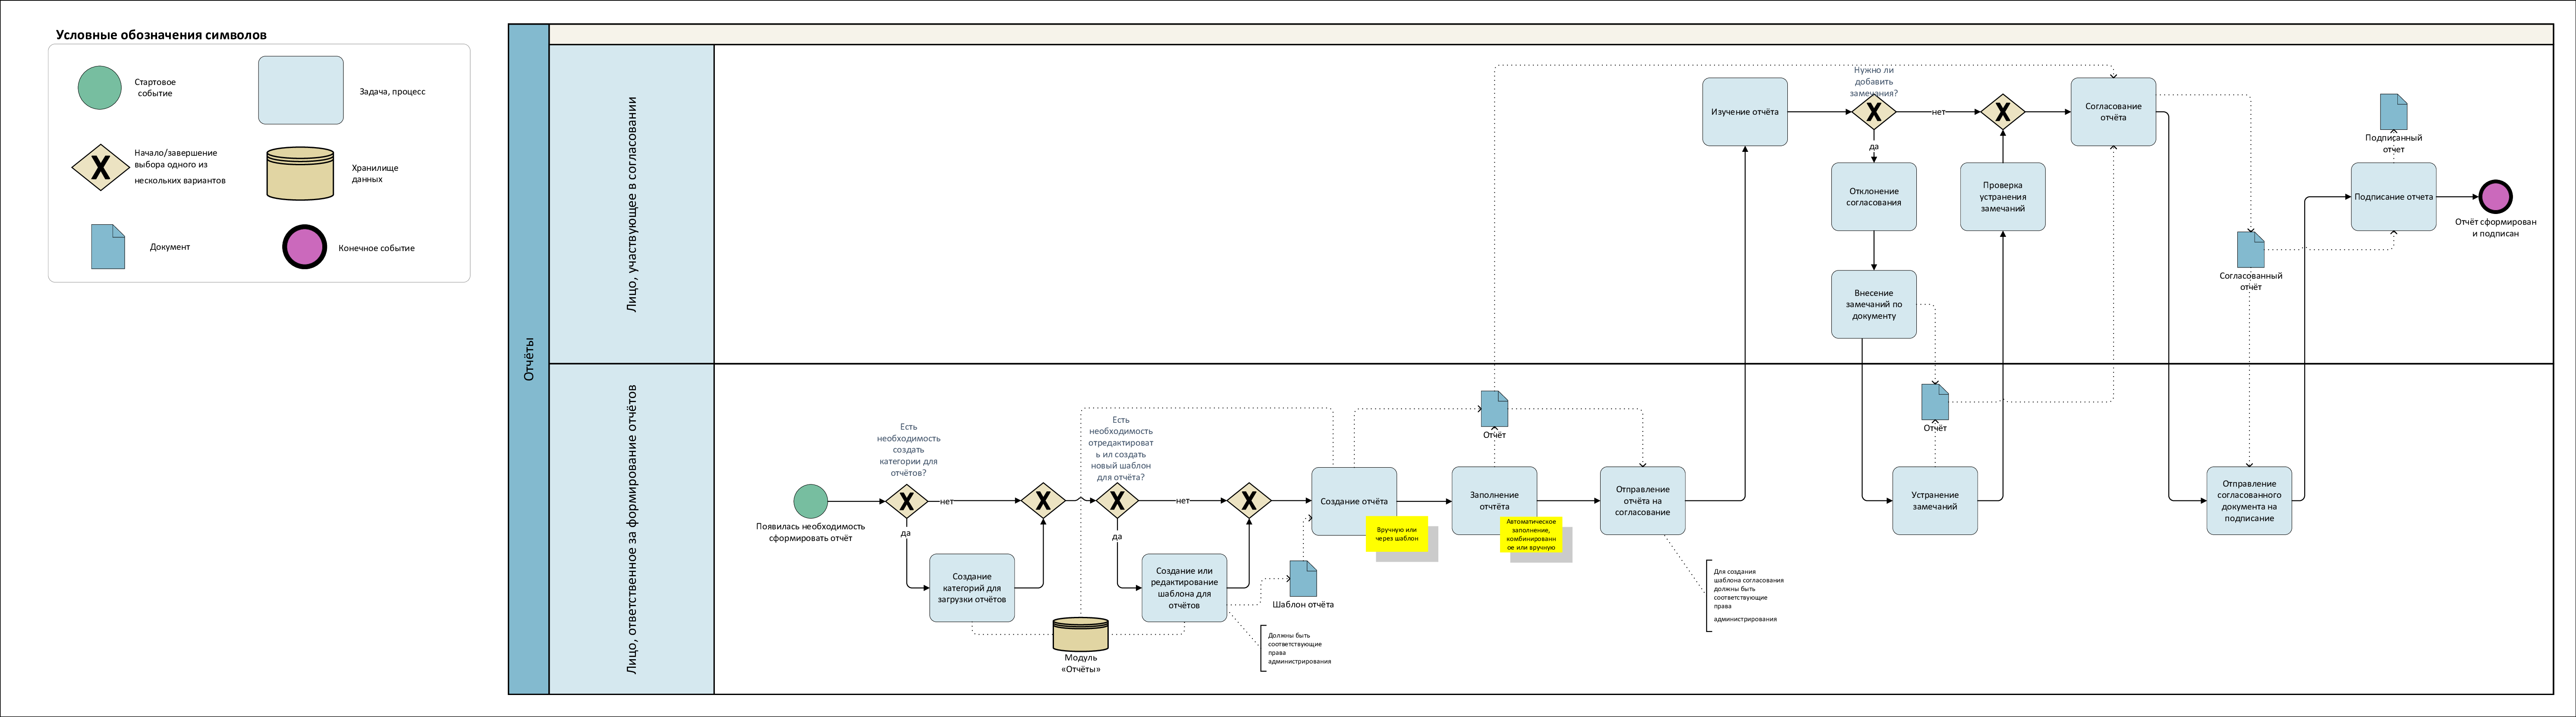 Условные обозначения символов
Стартовое
событие
Задача, процесс
Начало/завершение
выбора одного из
нескольких вариантов
Хранилище
данных
Документ
Конечное событие
Отчёты
Лицо, участвующее в согласовании
Изучение отчёта
Нужно ли
добавить
замечания?
нет
да
Отклонение
согласования
Внесение
замечаний по
документу
Проверка
устранения
замечаний
Согласование
отчёта
Согласованный
отчёт
Подписанный
отчет
Подписание отчета
Отчёт сформирован
и подписан
Лицо, ответственное за формирование отчётов
Появилась необходимость
сформировать отчёт
Есть
необходимость
создать
категории для
отчётов?
нет
да
Создание
категорий для
загрузки отчётов
Модуль
«Отчёты»
Есть
необходимость
отредактироват
ь ил создать
новый шаблон
для отчёта?
нет
да
Создание или
редактирование
шаблона для
отчётов
Должны быть
соответствующие
права
администрирования
Шаблон отчёта
Создание отчёта
Вручную или
через шаблон
Отчёт
Заполнение
отчтёта
Автоматическое
заполнение,
комбинированн
ое или вручную
Отправление
отчёта на
согласование
Для создания
шаблона согласования
должны быть
соответствующие
права
администрирования
Отчёт
Устранение
замечаний
Отправление
согласованного
документа на
подписание